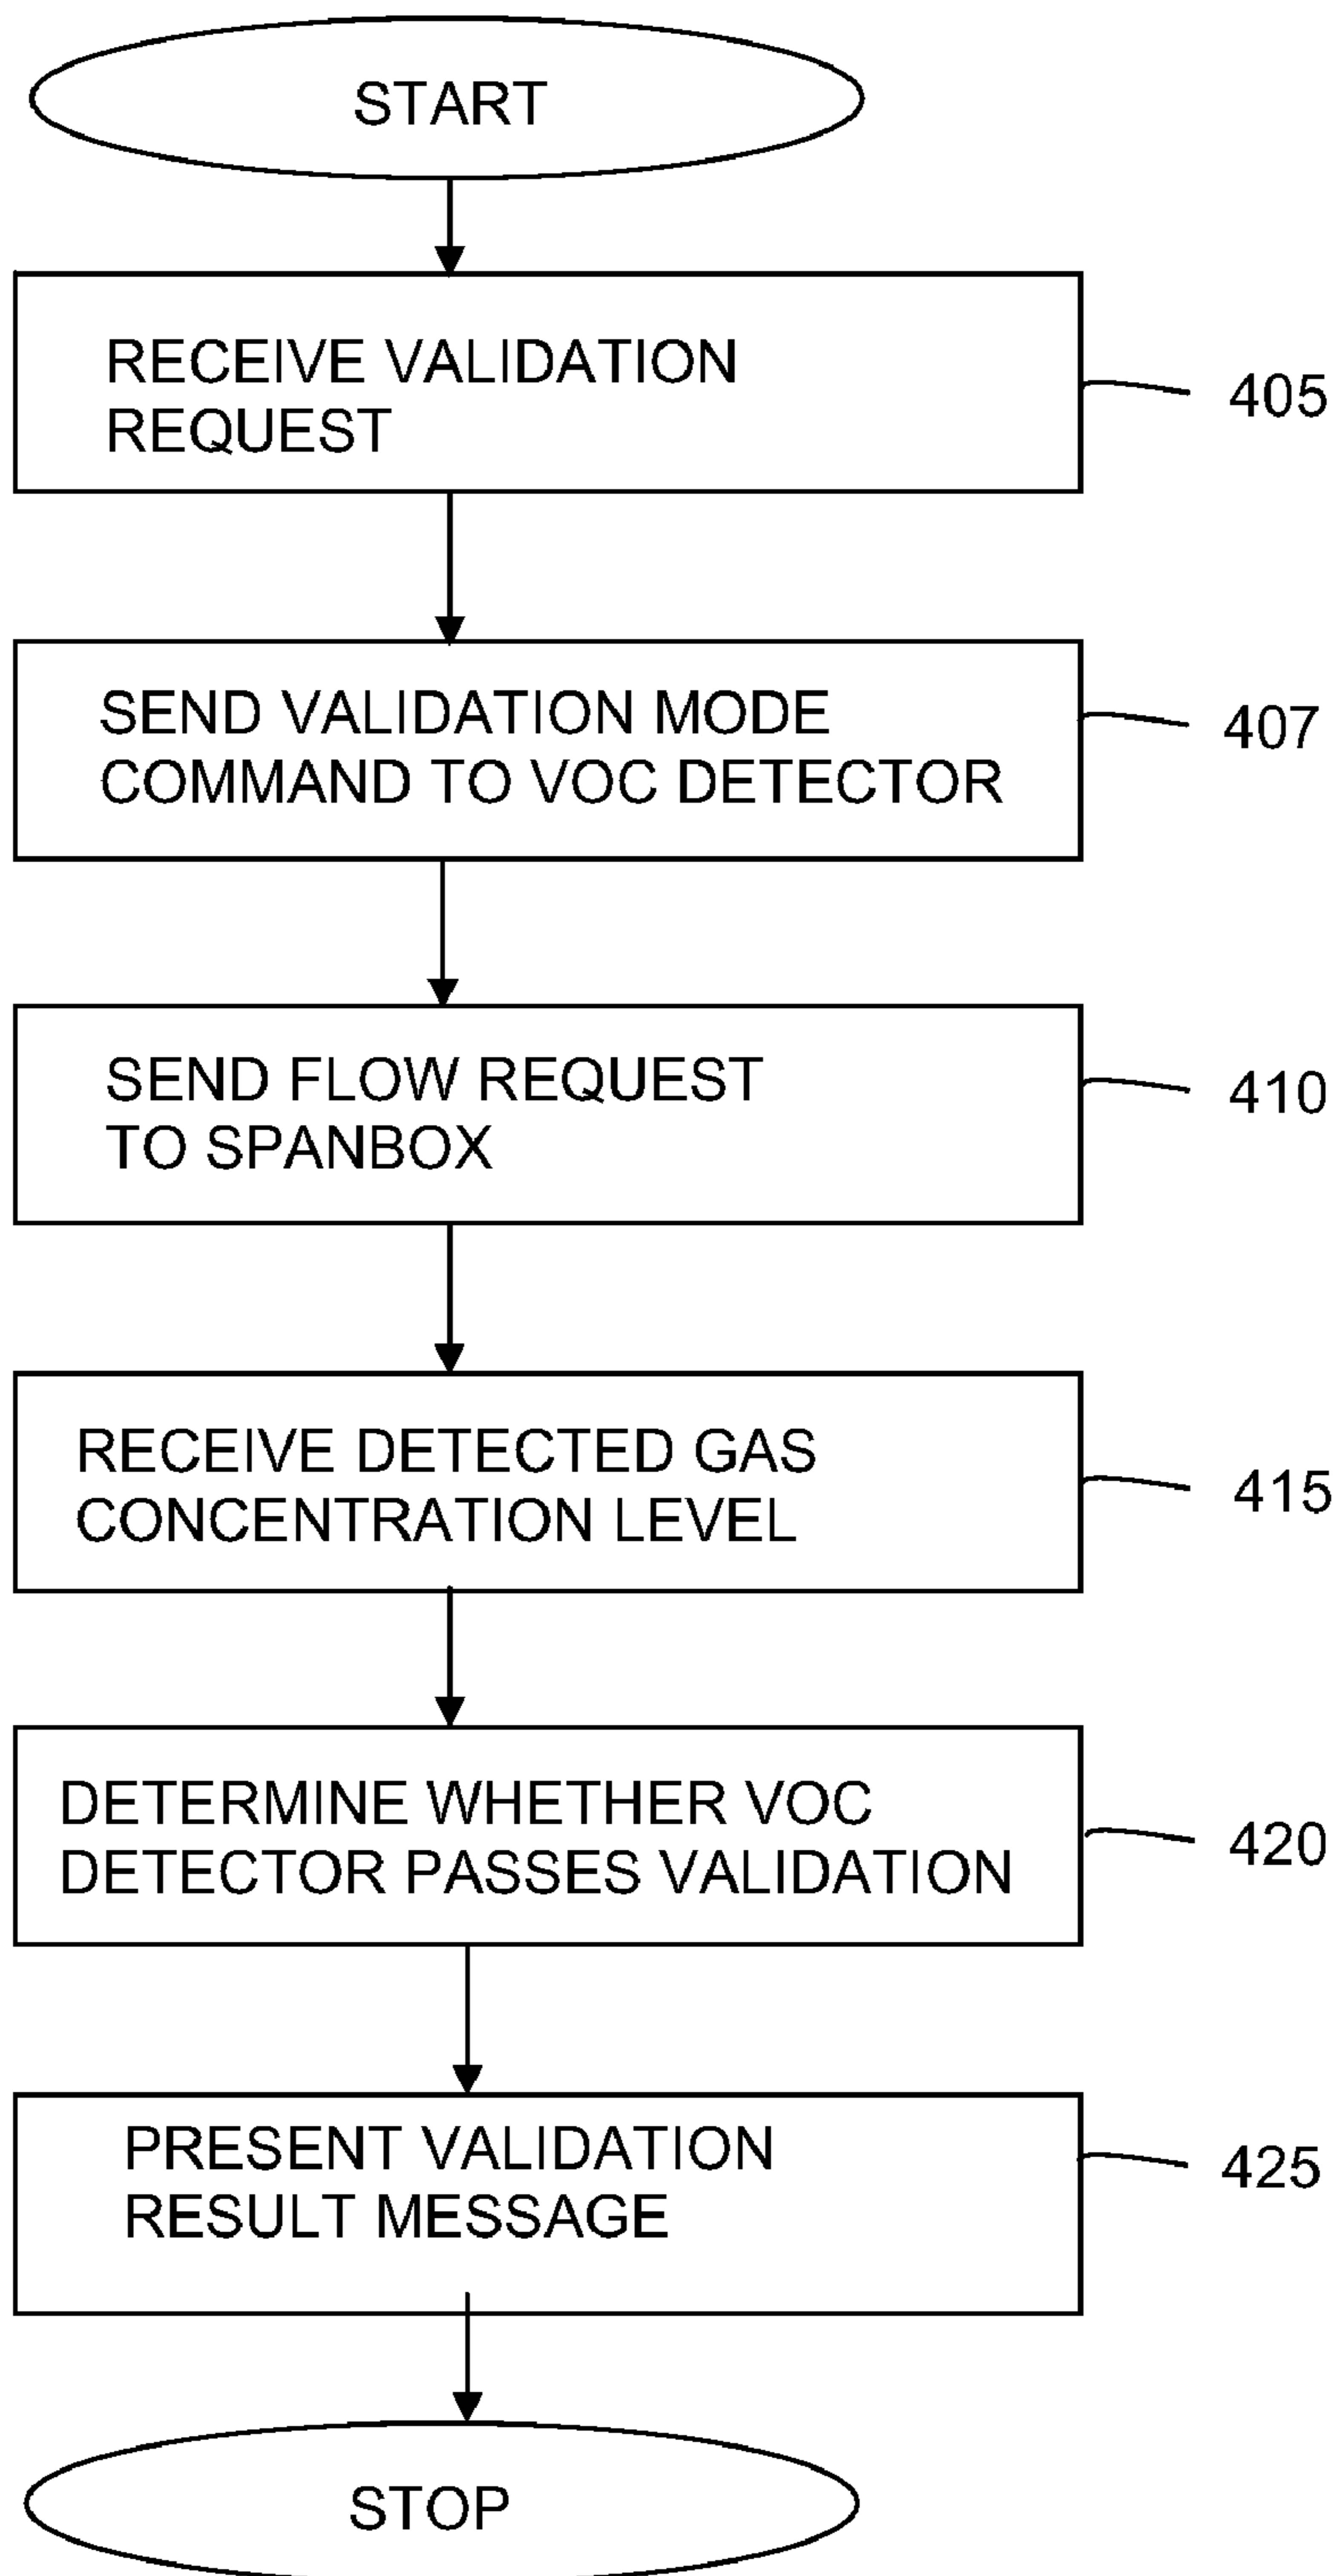 START
RECEIVE VALIDATION
REQUEST
405
SEND VALIDATION MODE
COMMAND TO VOC DETECTOR
407
SEND FLOW REQUEST
TO SPANBOX
410
RECEIVE DETECTED GAS
CONCENTRATION LEVEL
415
DETERMINE WHETHER VOC
DETECTOR PASSES VALIDATION
420
PRESENT VALIDATION
RESULT MESSAGE
425
STOP